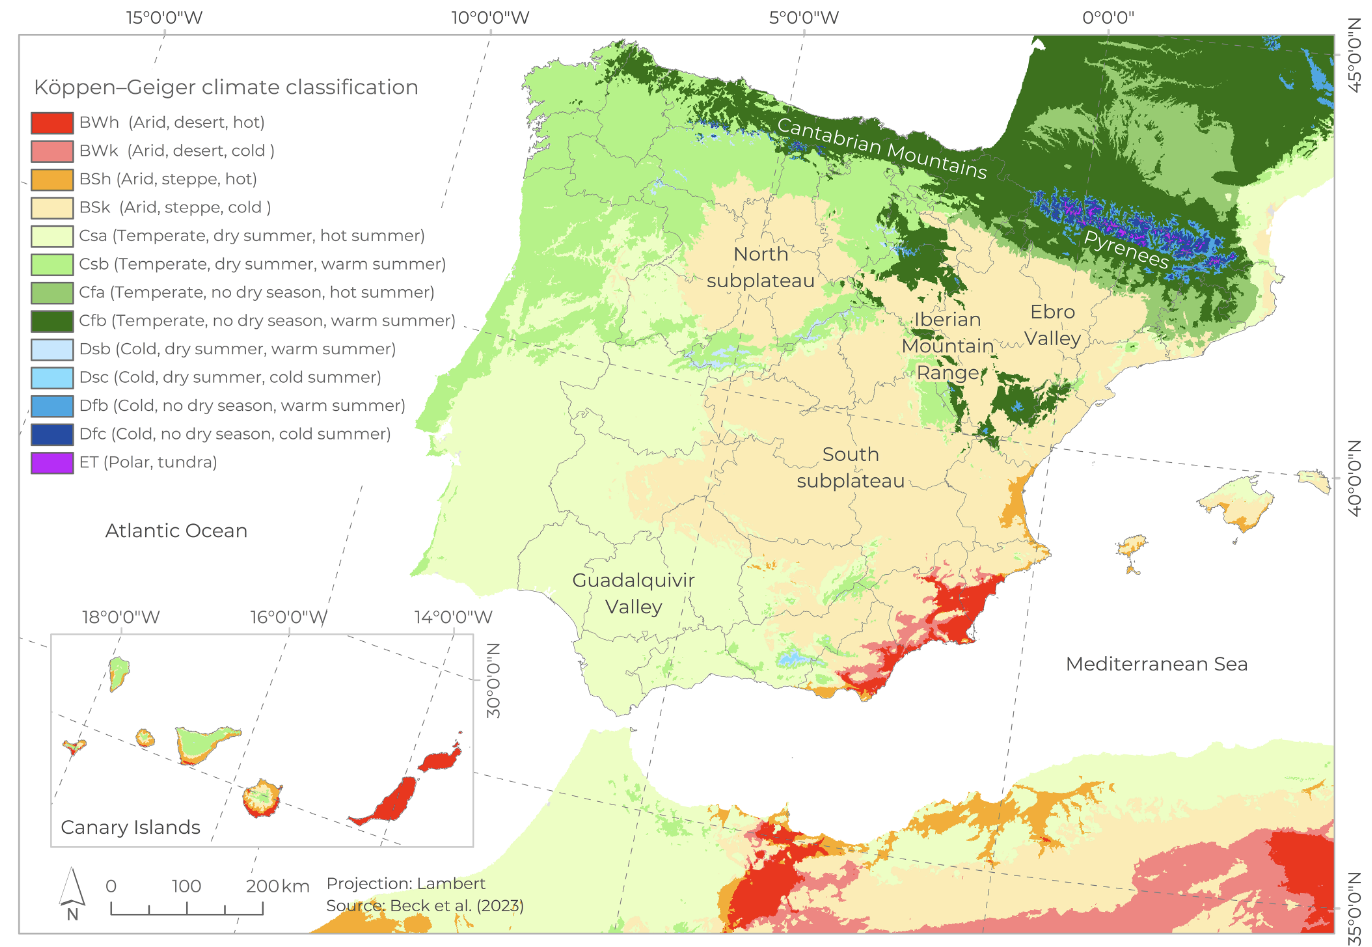 15°0'0"W
10°0'0"W
5°0'0"W
0°0'0"
45°0'0"N
Köppen–Geiger climate classification
BWh (Arid, desert, hot)
BWk (Arid, desert, cold )
BSh (Arid, steppe, hot)
BSk (Arid, steppe, cold )
Csa (Temperate, dry summer, hot summer)
Csb (Temperate, dry summer, warm summer)
Cfa (Temperate, no dry season, hot summer)
Cfb (Temperate, no dry season, warm summer)
Dsb (Cold, dry summer, warm summer)
Dsc (Cold, dry summer, cold summer)
Dfb (Cold, no dry season, warm summer)
Dfc (Cold, no dry season, cold summer)
ET (Polar, tundra)
Cantabrian Mountains
Pyrenees
North
subplateau
Ebro
Valley
Iberian
Mountain
Range
South
subplateau
40°0'0"N
Atlantic Ocean
Guadalquivir
Valley
Mediterranean Sea
18°0'0"W
16°0'0"W
14°0'0"W
30°0'0"N
Canary Islands
N
0
100
200 km
Projection: Lambert
Source: Beck et al. (2023)
35°0'0"N